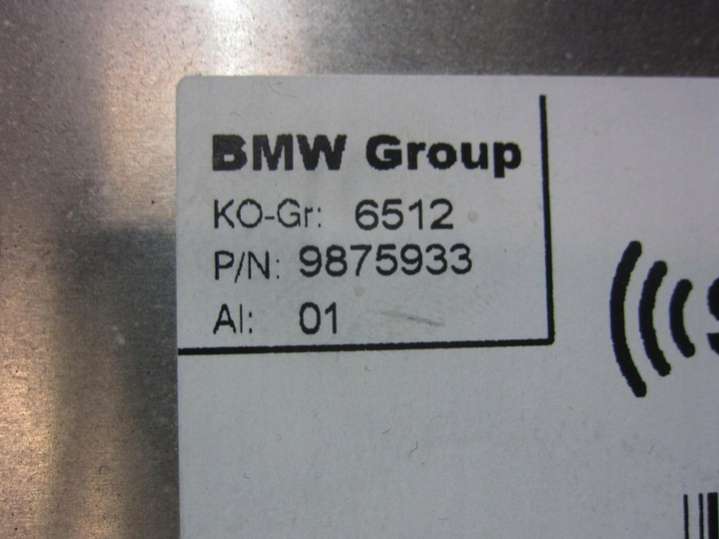 BMW Group
KO-Gr: 6512
P/N: 9875933
AI: 01